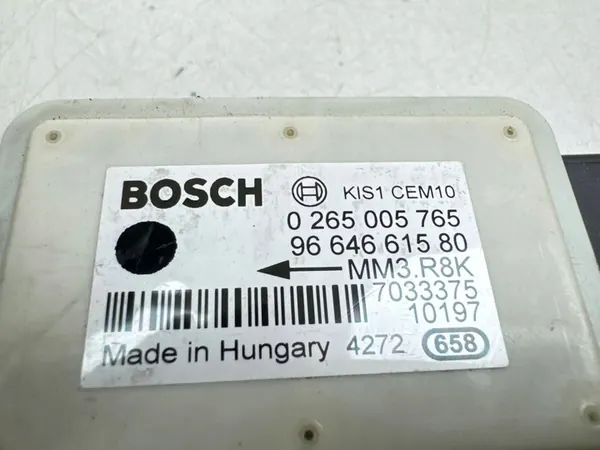 BOSCH KIS1 CEM10
0 265 005 765
96 646 615 80
MM3.R8K
7033375
10197
Made in Hungary 4272 658